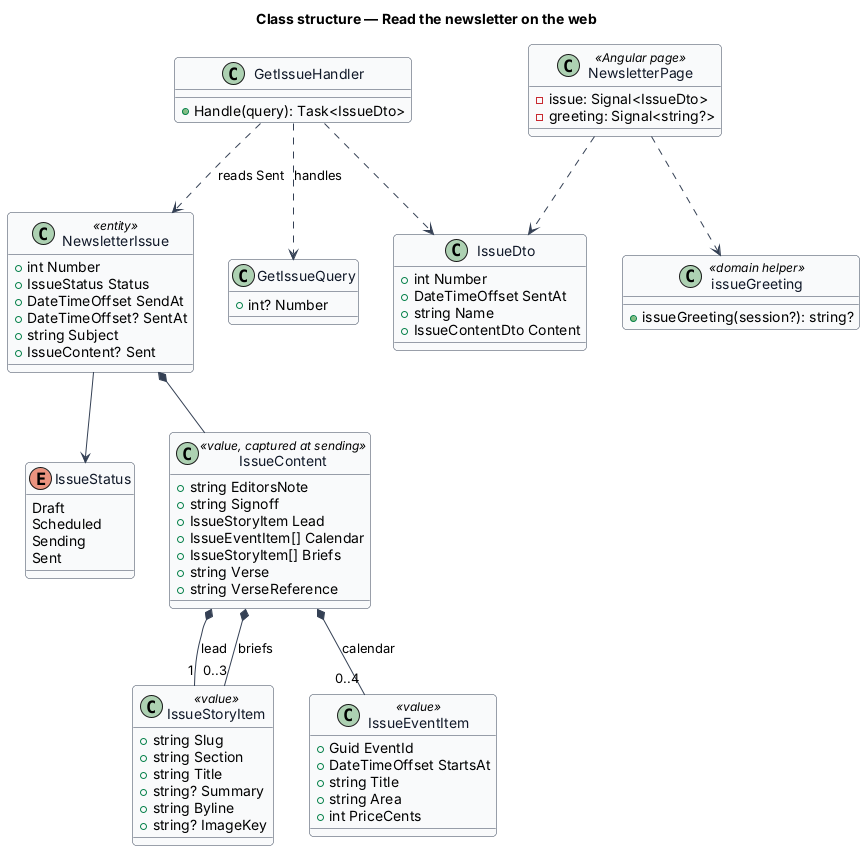 Class structure — Read the newsletter on the web
C GetIssueHandler
Handle(query): Task<IssueDto>
«Angular page»
C NewsletterPage
issue: Signal<IssueDto>
greeting: Signal<string?>
reads Sent
handles
«entity»
C NewsletterIssue
int Number
IssueStatus Status
DateTimeOffset SendAt
DateTimeOffset? SentAt
string Subject
IssueContent? Sent
C GetIssueQuery
int? Number
C IssueDto
int Number
DateTimeOffset SentAt
string Name
IssueContentDto Content
«domain helper»
C issueGreeting
issueGreeting(session?): string?
E IssueStatus
Draft
Scheduled
Sending
Sent
«value, captured at sending»
C IssueContent
string EditorsNote
string Signoff
IssueStoryItem Lead
IssueEventItem[] Calendar
IssueStoryItem[] Briefs
string Verse
string VerseReference
lead
briefs
calendar
1
0..3
0..4
«value»
C IssueStoryItem
string Slug
string Section
string Title
string? Summary
string Byline
string? ImageKey
«value»
C IssueEventItem
Guid EventId
DateTimeOffset StartsAt
string Title
string Area
int PriceCents